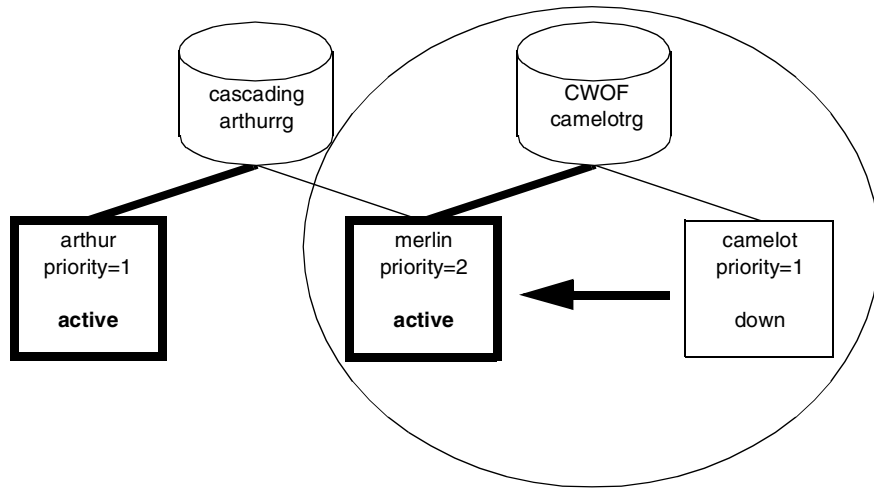 cascading
arthurrg
CWOF
camelotrg
arthur
priority=1
active
merlin
priority=2
active
camelot
priority=1
down